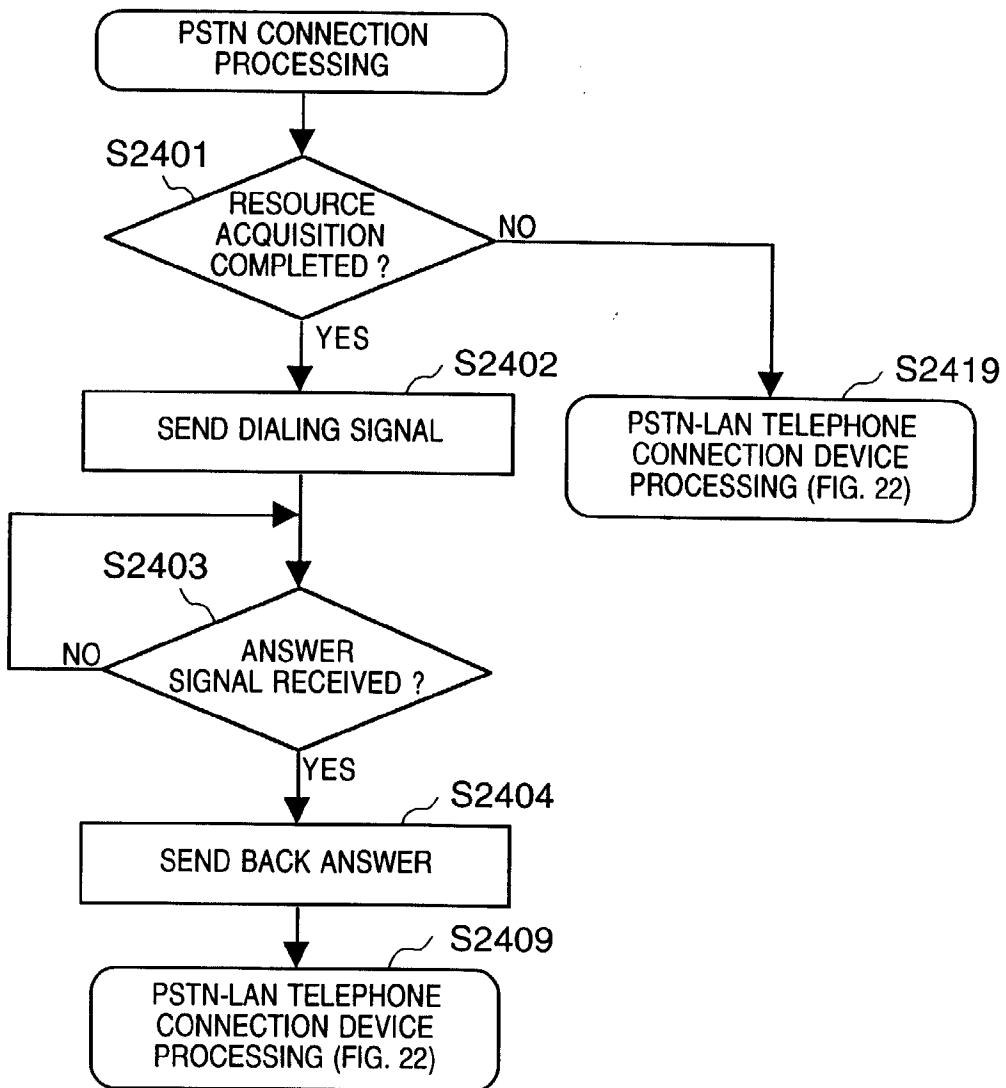 PSTN CONNECTION
PROCESSING
S2401
RESOURCE
ACQUISITION
COMPLETED ?
NO
YES
S2402
SEND DIALING SIGNAL
S2419
PSTN-LAN TELEPHONE
CONNECTION DEVICE
PROCESSING (FIG. 22)
S2403
ANSWER
SIGNAL RECEIVED ?
NO
YES
S2404
SEND BACK ANSWER
S2409
PSTN-LAN TELEPHONE
CONNECTION DEVICE
PROCESSING (FIG. 22)